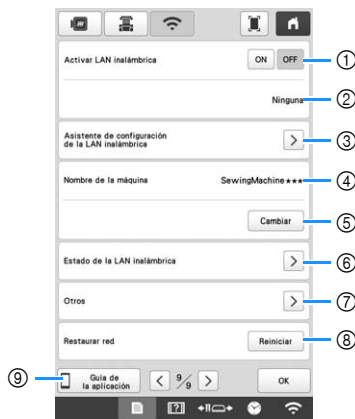 Activar LAN inalámbrica
ON OFF
①
Ninguna
②
Asistente de configuración
de la LAN inalámbrica
③
Nombre de la máquina
SewingMachine★★★
④
Cambiar
⑤
Estado de la LAN inalámbrica
⑥
Otros
⑦
Restaurar red
Reiniciar
⑧
⑨
Guía de
la aplicación
9/9
OK